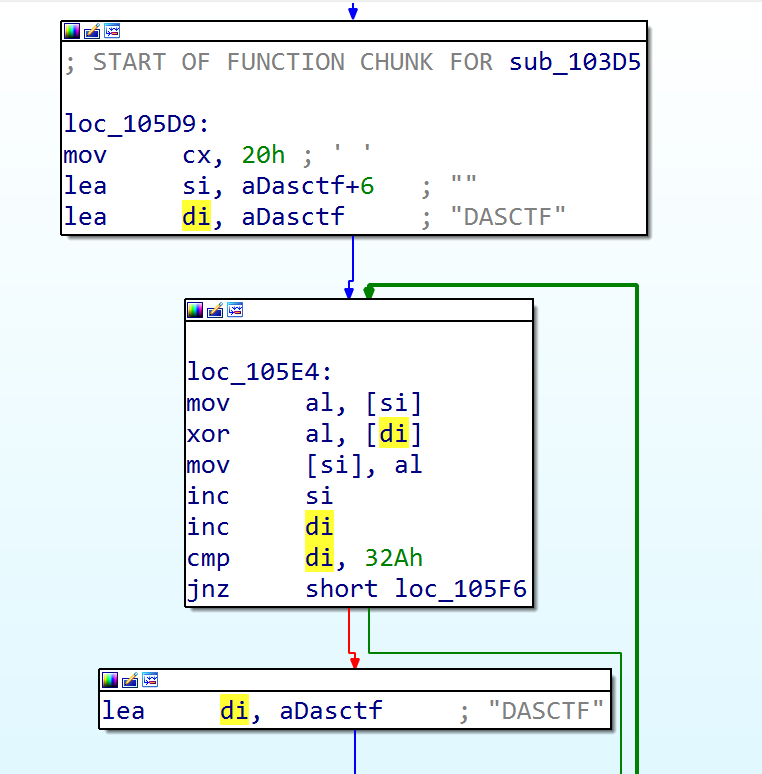 ; START OF FUNCTION CHUNK FOR sub_103D5
loc_105D9:
mov cx, 20h ; ' '
lea si, aDasctf+6 ; ""
lea di, aDasctf ; "DASCTF"
loc_105E4:
mov al, [si]
xor al, [di]
mov [si], al
inc si
inc di
cmp di, 32Ah
jnz short loc_105F6
lea di, aDasctf ; "DASCTF"